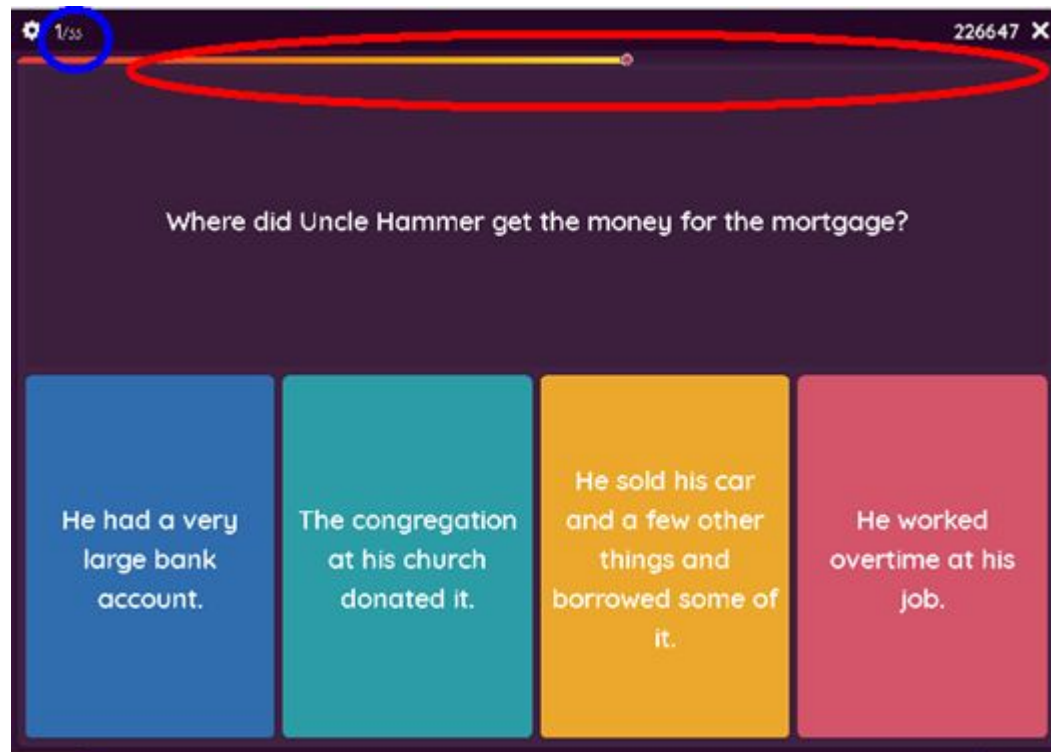 1/55
226647 X
Where did Uncle Hammer get the money for the mortgage?
He had a very
large bank
account.
The congregation
at his church
donated it.
He sold his car
and a few other
things and
borrowed some of
it.
He worked
overtime at his
job.